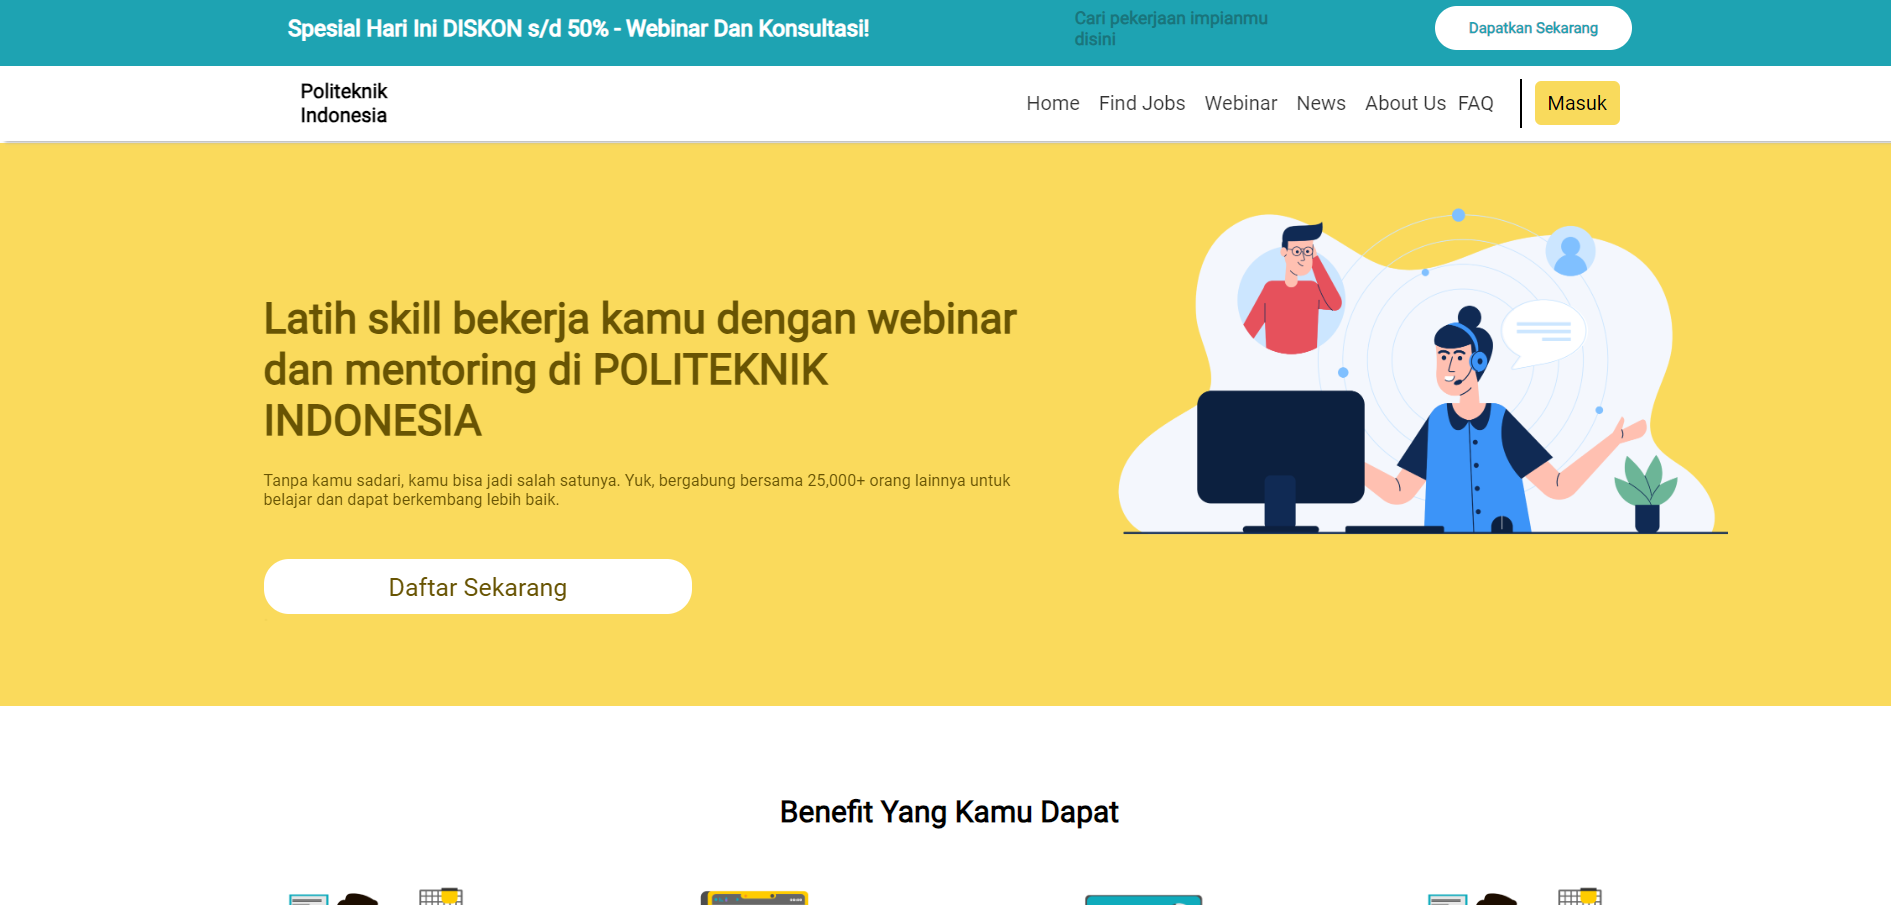 Spesial Hari Ini DISKON s/d 50% - Webinar Dan Konsultasi!
Cari pekerjaan impianmu
disini
Dapatkan Sekarang
Politeknik
Indonesia
Home Find Jobs Webinar News About Us FAQ Masuk
Latih skill bekerja kamu dengan webinar
dan mentoring di POLITEKNIK
INDONESIA
Tanpa kamu sadari, kamu bisa jadi salah satunya. Yuk, bergabung bersama 25,000+ orang lainnya untuk
belajar dan dapat berkembang lebih baik.
Daftar Sekarang
Benefit Yang Kamu Dapat